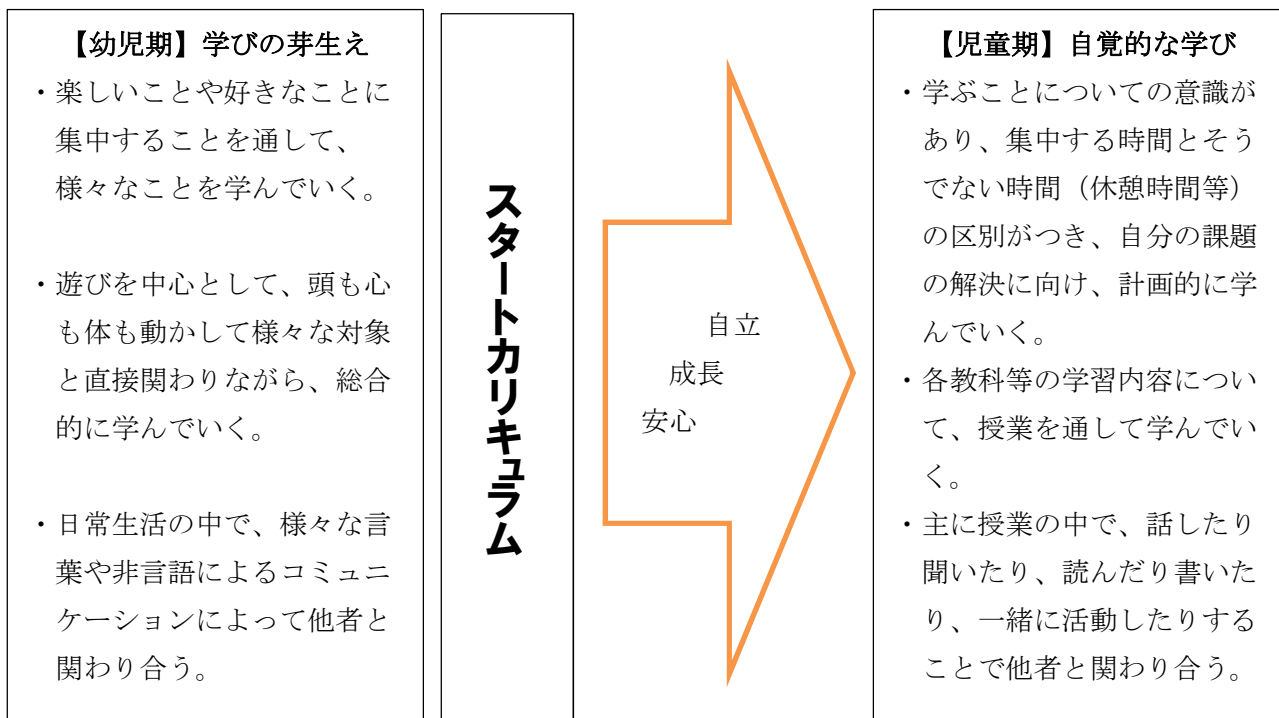 【幼児期】学びの芽生え
・楽しいことや好きなことに
集中することを通して、
様々なことを学んでいく。
・遊びを中心として、頭も心
も体も動かして様々な対象
と直接関わりながら、総合
的に学んでいく。
・日常生活の中で、様々な言
葉や非言語によるコミュニ
ケーションによって他者と
関わり合う。
スタートカリキュラム
自立
成長
安心
【児童期】自覚的な学び
・学ぶことについての意識が
あり、集中する時間とそう
でない時間（休憩時間等）
の区別がつき、自分の課題
の解決に向け、計画的に学
んでいく。
・各教科等の学習内容につい
て、授業を通して学んでい
く。
・主に授業の中で、話したり
聞いたり、読んだり書いた
り、一緒に活動したりする
ことで他者と関わり合う。